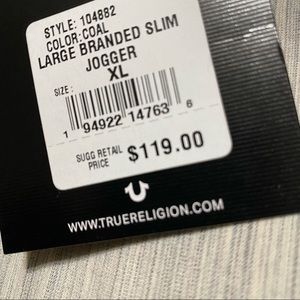 STYLE: 104882
COLOR:COAL
LARGE BRANDED SLIM
JOGGER
XL
SIZE:
1 94922 14763 6
SUGG RETAIL
PRICE $119.00
WWW.TRUERELIGION.COM